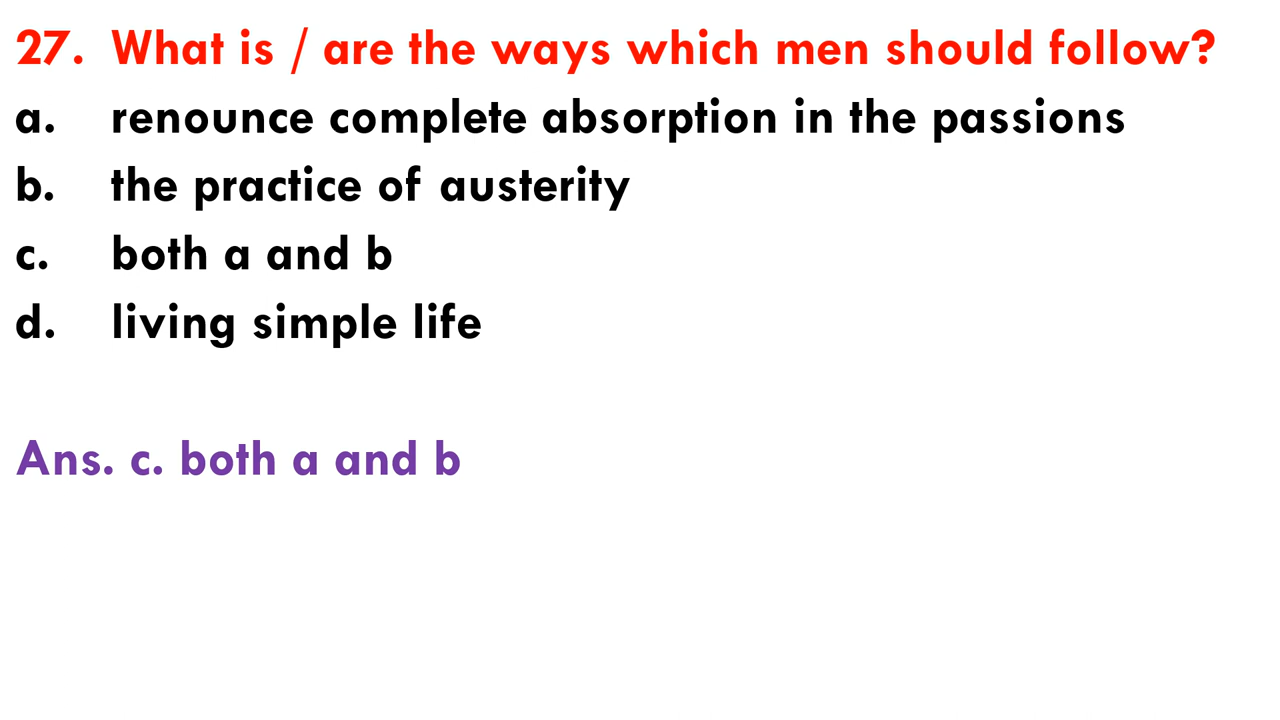 27. What is / are the ways which men should follow?
a. renounce complete absorption in the passions
b. the practice of austerity
c. both a and b
d. living simple life
Ans. c. both a and b